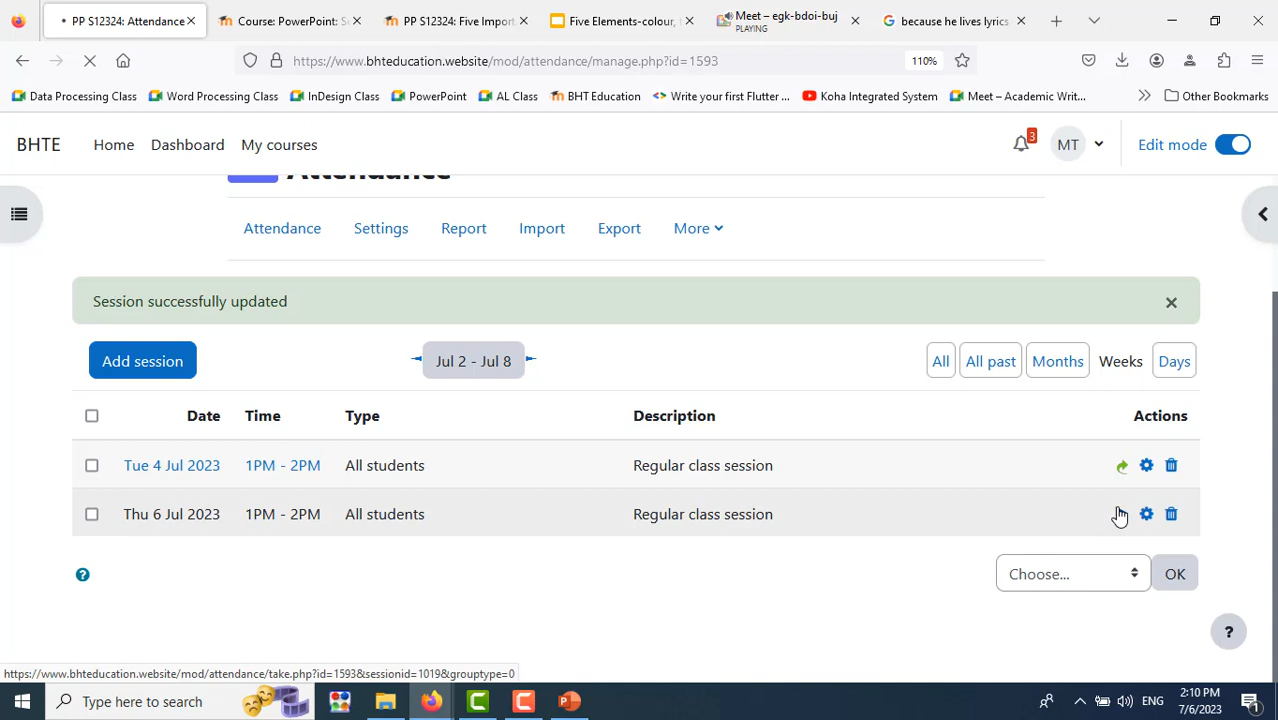 PP S12324: Attendance
Course: PowerPoint: S
PP S12324: Five Import
Five Elements-colour,
Meet – egk-bdoi-buj
PLAYING
because he lives lyrics
https://www.bhteducation.website/mod/attendance/manage.php?id=1593
110%
Data Processing Class
Word Processing Class
InDesign Class
PowerPoint
AL Class
BHT Education
Write your first Flutter ...
Koha Integrated System
Meet – Academic Writ...
Other Bookmarks
BHTE
Home
Dashboard
My courses
3
MT
Edit mode
Attendance
Attendance
Settings
Report
Import
Export
More
Session successfully updated
Add session
Jul 2 - Jul 8
All
All past
Months
Weeks
Days
Date
Time
Type
Description
Actions
Tue 4 Jul 2023
1PM - 2PM
All students
Regular class session
Thu 6 Jul 2023
1PM - 2PM
All students
Regular class session
Choose...
OK
?
?
https://www.bhteducation.website/mod/attendance/take.php?id=1593&sessionid=1019&grouptype=0
Type here to search
ENG
2:10 PM
7/6/2023
1